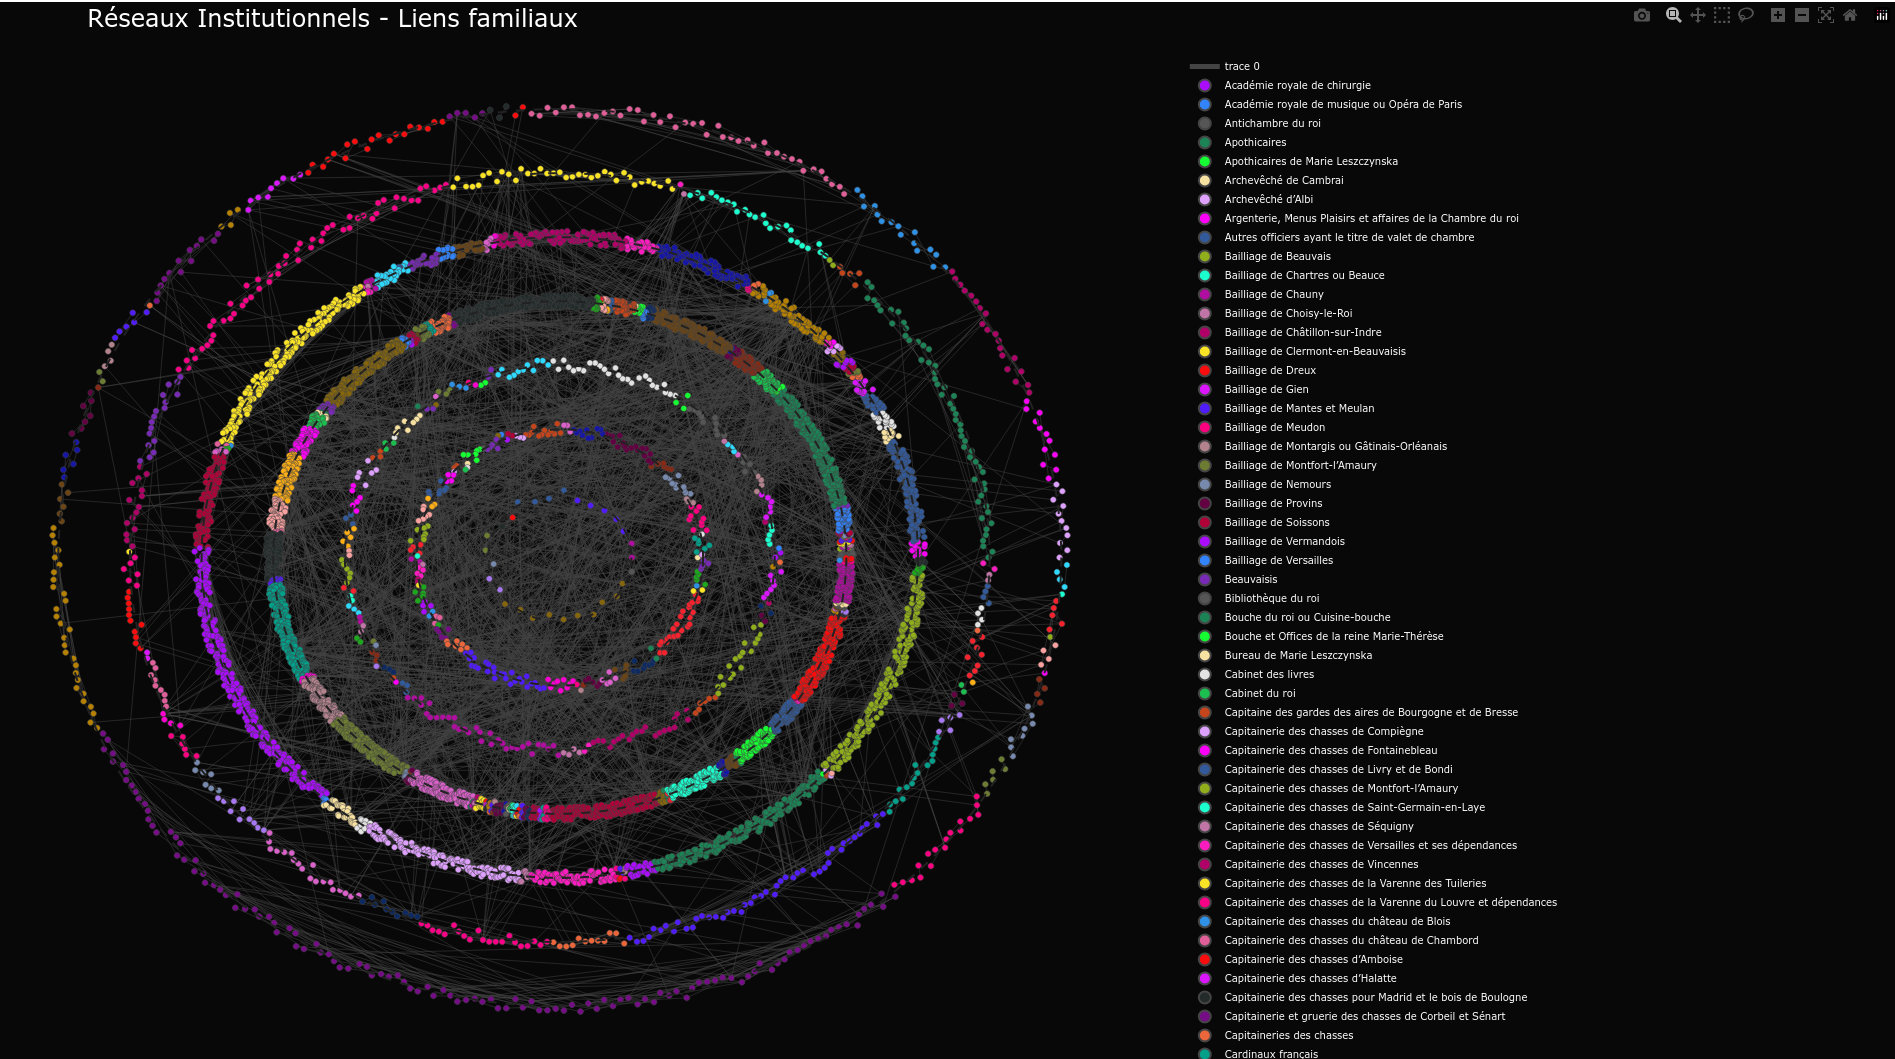 Réseaux Institutionnels - Liens familiaux
trace 0
Académie royale de chirurgie
Académie royale de musique ou Opéra de Paris
Antichambre du roi
Apothicaires
Apothicaires de Marie Leszczynska
Archevêché de Cambrai
Archevêché d’Albi
Argenterie, Menus Plaisirs et affaires de la Chambre du roi
Autres officiers ayant le titre de valet de chambre
Bailliage de Beauvais
Bailliage de Chartres ou Beauce
Bailliage de Chauny
Bailliage de Choisy-le-Roi
Bailliage de Châtillon-sur-Indre
Bailliage de Clermont-en-Beauvaisis
Bailliage de Dreux
Bailliage de Gien
Bailliage de Mantes et Meulan
Bailliage de Meudon
Bailliage de Montargis ou Gâtinais-Orléanais
Bailliage de Montfort-l’Amaury
Bailliage de Nemours
Bailliage de Provins
Bailliage de Soissons
Bailliage de Vermandois
Bailliage de Versailles
Beauvaisis
Bibliothèque du roi
Bouche du roi ou Cuisine-bouche
Bouche et Offices de la reine Marie-Thérèse
Bureau de Marie Leszczynska
Cabinet des livres
Cabinet du roi
Capitaine des gardes des aires de Bourgogne et de Bresse
Capitainerie des chasses de Compiègne
Capitainerie des chasses de Fontainebleau
Capitainerie des chasses de Livry et de Bondi
Capitainerie des chasses de Montfort-l’Amaury
Capitainerie des chasses de Saint-Germain-en-Laye
Capitainerie des chasses de Séquigny
Capitainerie des chasses de Versailles et ses dépendances
Capitainerie des chasses de Vincennes
Capitainerie des chasses de la Varenne des Tuileries
Capitainerie des chasses de la Varenne du Louvre et dépendances
Capitainerie des chasses du château de Blois
Capitainerie des chasses du château de Chambord
Capitainerie des chasses d’Amboise
Capitainerie des chasses d’Halatte
Capitainerie des chasses pour Madrid et le bois de Boulogne
Capitainerie et gruerie des chasses de Corbeil et Sénart
Capitaineries des chasses
Cardinaux français